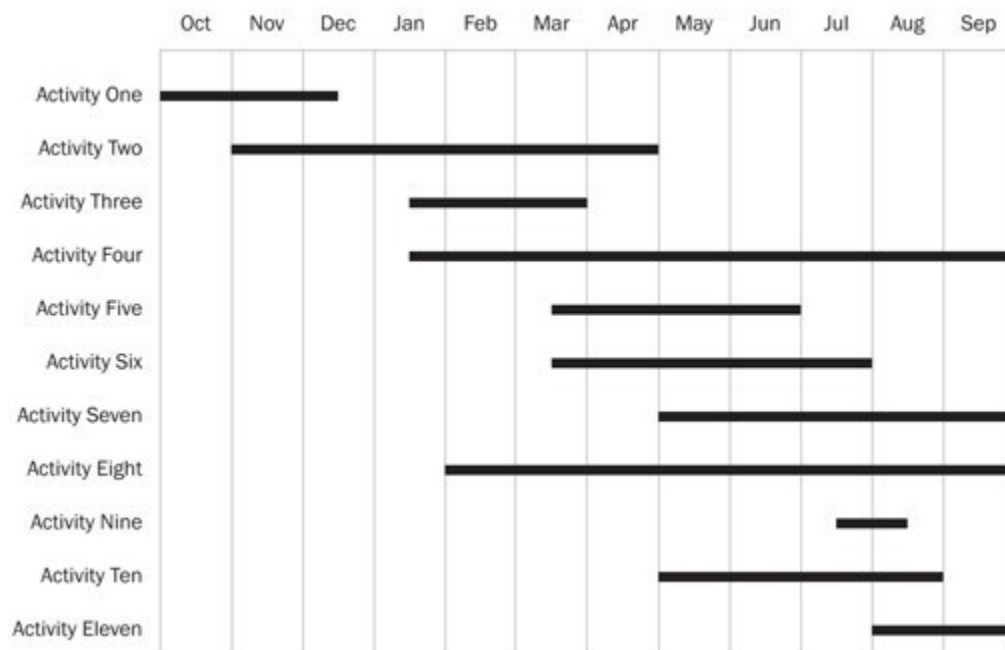 Oct Nov Dec Jan Feb Mar Apr May Jun Jul Aug Sep
Activity One
Activity Two
Activity Three
Activity Four
Activity Five
Activity Six
Activity Seven
Activity Eight
Activity Nine
Activity Ten
Activity Eleven